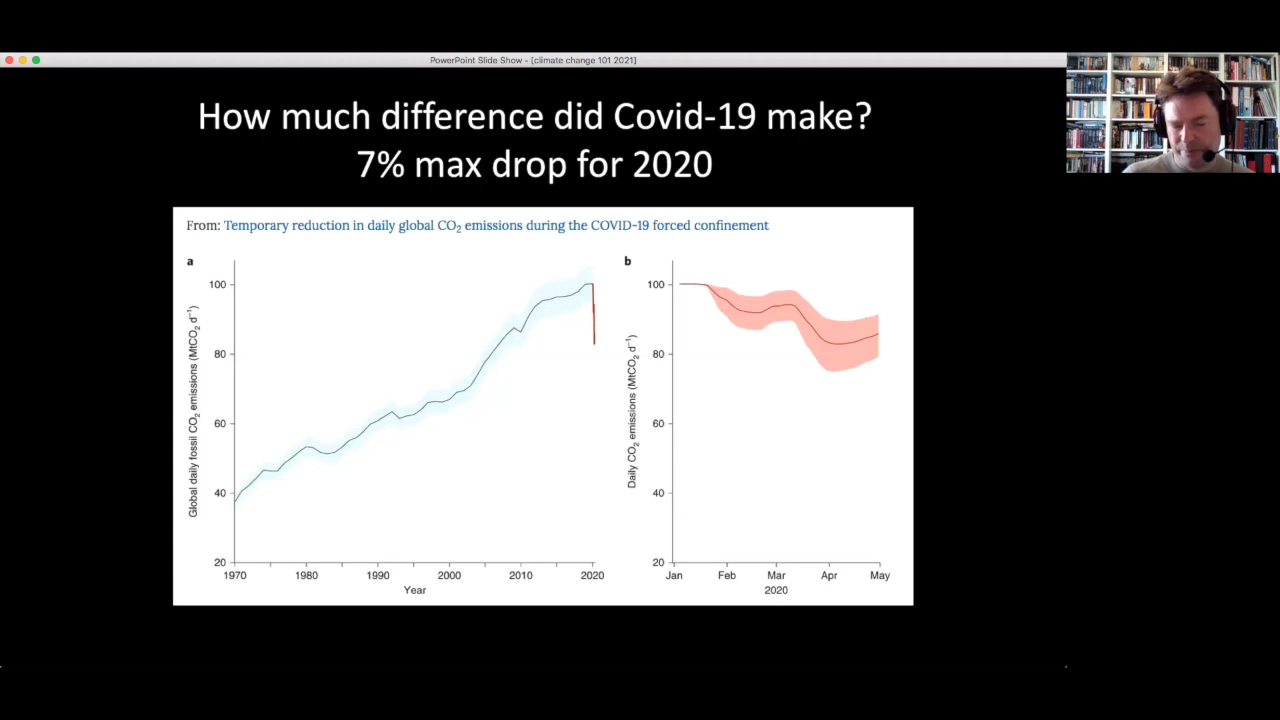 PowerPoint Slide Show - [climate change 101 2021]
How much difference did Covid-19 make?
7% max drop for 2020
From: Temporary reduction in daily global CO₂ emissions during the COVID-19 forced confinement
a
Global daily fossil CO₂ emissions (MtCO₂ d⁻¹)
100
80
60
40
20
1970 1980 1990 2000 2010 2020
Year
b
Daily CO₂ emissions (MtCO₂ d⁻¹)
100
80
60
40
20
Jan Feb Mar Apr May
2020